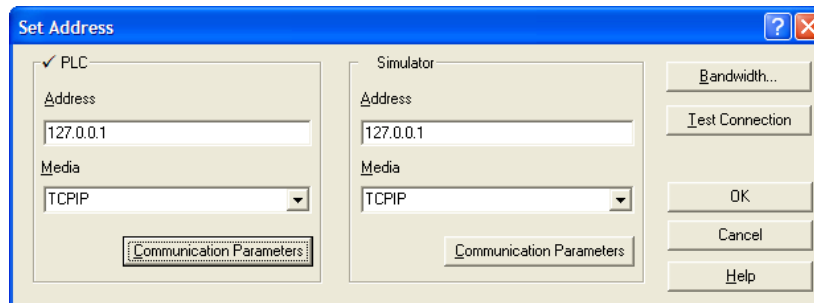 Set Address
✓ PLC
Address
127.0.0.1
Media
TCPIP
Communication Parameters
Simulator
Address
127.0.0.1
Media
TCPIP
Communication Parameters
Bandwidth...
Test Connection
OK
Cancel
Help